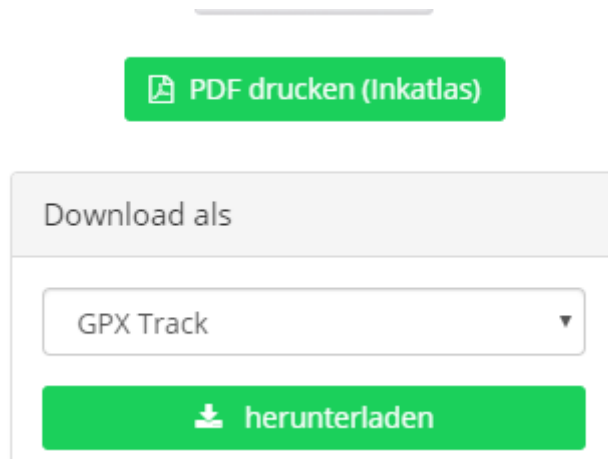 PDF drucken (Inkatlas)
Download als
GPX Track
herunterladen